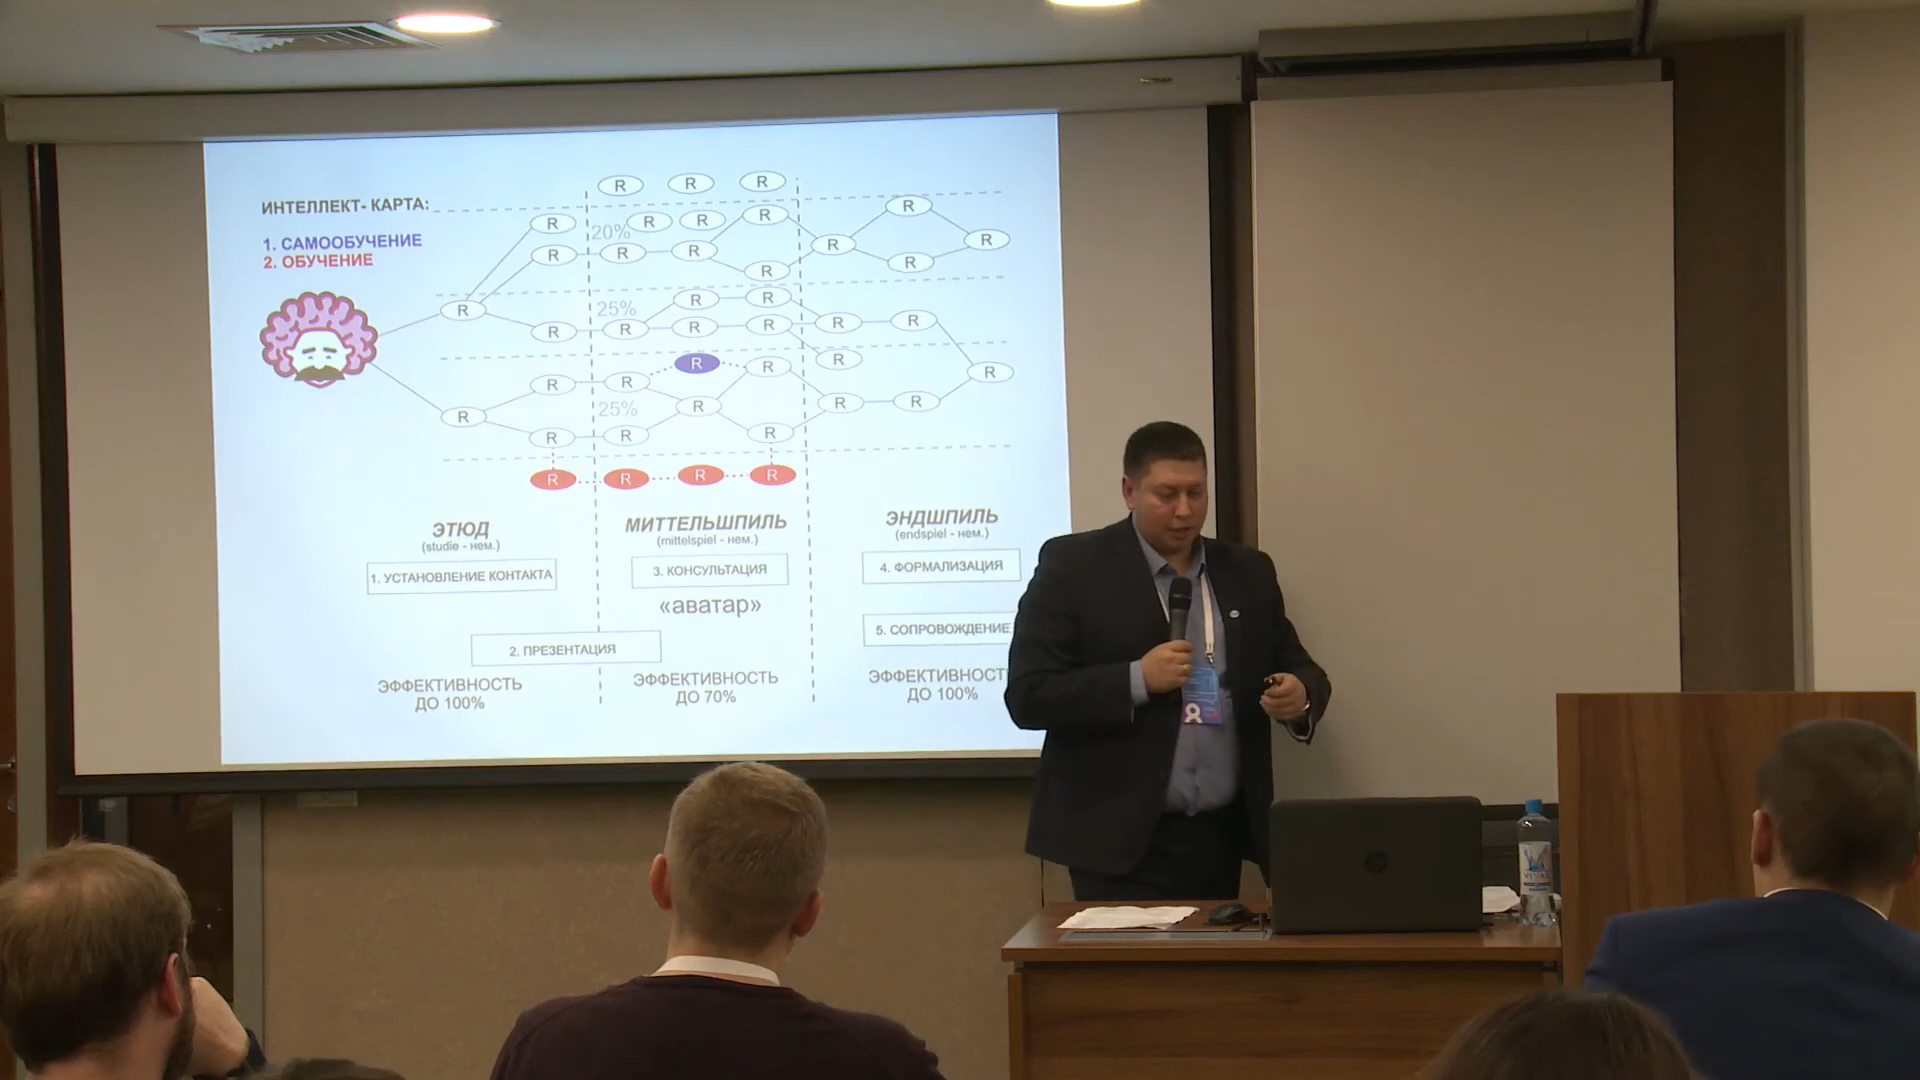 ИНТЕЛЛЕКТ- КАРТА:
1. САМООБУЧЕНИЕ
2. ОБУЧЕНИЕ
R R R
R R R R R
20%
R R R R R R
R R
R R R
25%
R R R R R R
R R R
R R R
25%
R R R R
R R R R
R R R R
ЭТЮД
(studie - нем.)
1. УСТАНОВЛЕНИЕ КОНТАКТА
МИТТЕЛЬШПИЛЬ
(mittelspiel - нем.)
3. КОНСУЛЬТАЦИЯ
«аватар»
2. ПРЕЗЕНТАЦИЯ
ЭНДШПИЛЬ
(endspiel - нем.)
4. ФОРМАЛИЗАЦИЯ
5. СОПРОВОЖДЕНИЕ
ЭФФЕКТИВНОСТЬ
ДО 100%
ЭФФЕКТИВНОСТЬ
ДО 70%
ЭФФЕКТИВНОСТ
ДО 100%
hp